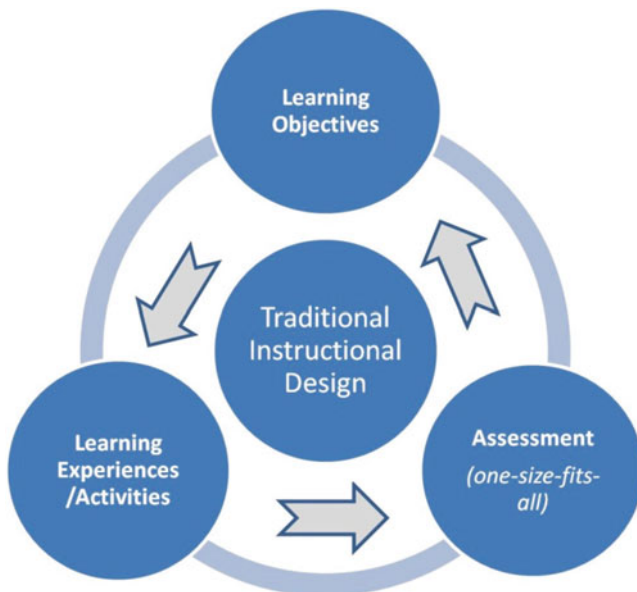 Learning
Objectives
Traditional
Instructional
Design
Learning
Experiences
/Activities
Assessment
(one-size-fits-
all)